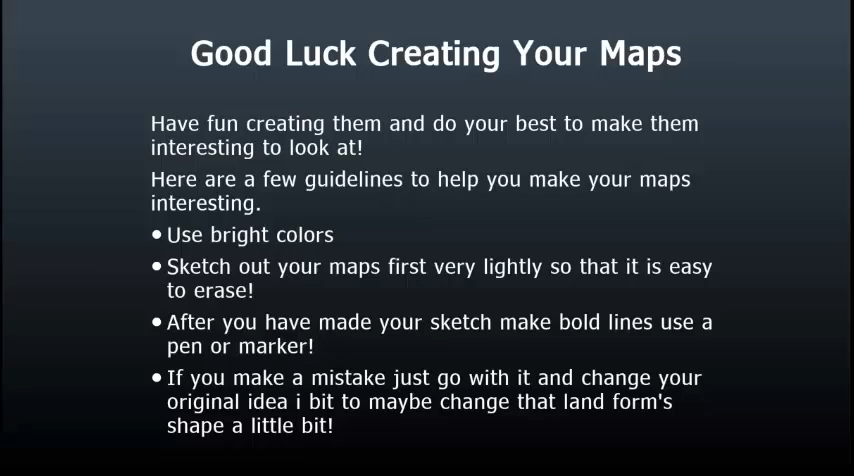 Good Luck Creating Your Maps
Have fun creating them and do your best to make them
interesting to look at!
Here are a few guidelines to help you make your maps
interesting.
• Use bright colors
• Sketch out your maps first very lightly so that it is easy
to erase!
• After you have made your sketch make bold lines use a
pen or marker!
• If you make a mistake just go with it and change your
original idea i bit to maybe change that land form's
shape a little bit!